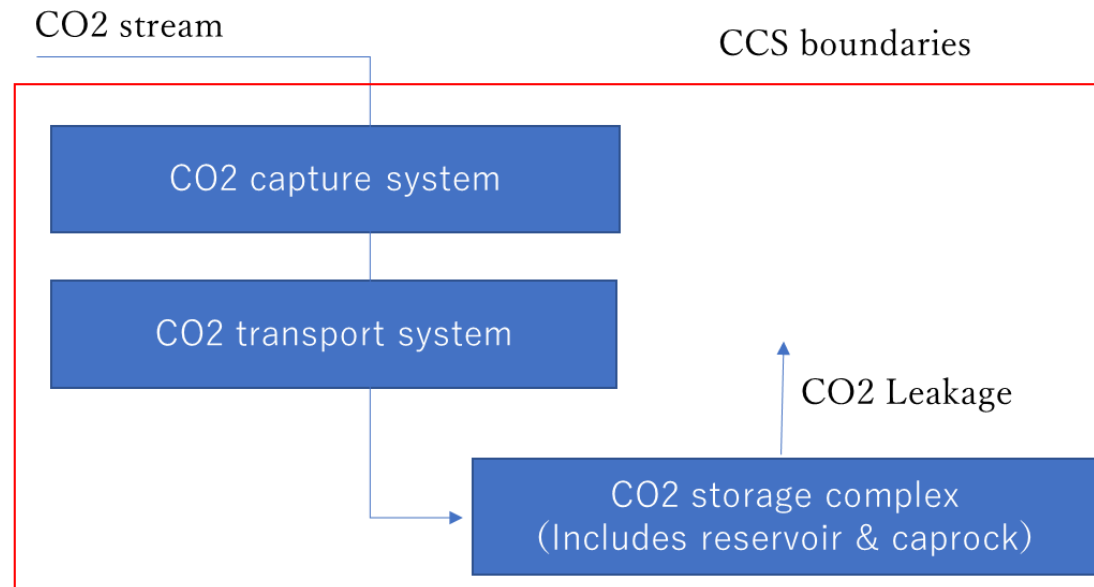 CO2 stream
CCS boundaries
CO2 capture system
CO2 transport system
CO2 Leakage
CO2 storage complex
(Includes reservoir & caprock)